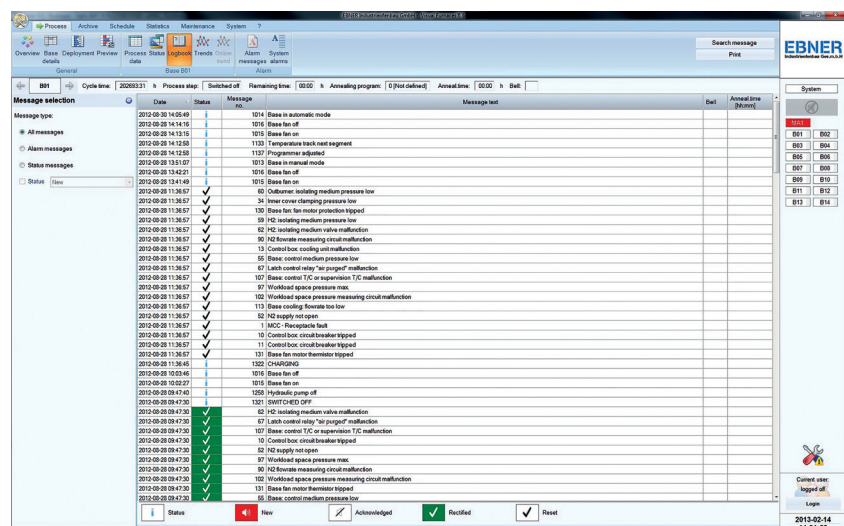 EBNER Industrieofenbau GmbH - Visual Furnaces 5.0
Process Archive Schedule Statistics Maintenance System ?
Overview Base details Deployment Preview Process data Status Logbook Trends Online trend Alarm messages System alarms
General Base B01 Alarm
Search message
Print
EBNER
Industrieofenbau Ges.m.b.H
B01 Cycle time: 202693:31 h Process step: Switched off Remaining time: 00:00 h Annealing program: 0 [Not defined] Anneal.time: 00:00 h Bell:
System
Message selection
Message type:
All messages
Alarm messages
Status messages
Status New
Date Status Message no. Message text Bell Anneal.time [hh:mm]
2012-08-30 14:05:49 1014 Base in automatic mode
2012-08-28 14:14:16 1016 Base fan off
2012-08-28 14:13:15 1015 Base fan on
2012-08-28 14:12:58 1133 Temperature track next segment
2012-08-28 14:12:58 1137 Programmer adjusted
2012-08-28 13:51:07 1013 Base in manual mode
2012-08-28 13:42:21 1016 Base fan off
2012-08-28 13:41:49 1015 Base fan on
2012-08-28 11:36:57 60 Outburner: isolating medium pressure low
2012-08-28 11:36:57 34 Inner cover clamping pressure low
2012-08-28 11:36:57 130 Base fan: fan motor protection tripped
2012-08-28 11:36:57 59 H2: isolating medium pressure low
2012-08-28 11:36:57 62 H2: isolating medium valve malfunction
2012-08-28 11:36:57 90 N2 flowrate measuring circuit malfunction
2012-08-28 11:36:57 13 Control box: cooling unit malfunction
2012-08-28 11:36:57 55 Base: control medium pressure low
2012-08-28 11:36:57 67 Latch control relay "air purged" malfunction
2012-08-28 11:36:57 107 Base: control T/C or supervision T/C malfunction
2012-08-28 11:36:57 97 Workload space pressure max.
2012-08-28 11:36:57 102 Workload space pressure measuring circuit malfunction
2012-08-28 11:36:57 113 Base cooling: flowrate too low
2012-08-28 11:36:57 52 N2 supply not open
2012-08-28 11:36:57 1 MCC - Receptacle fault
2012-08-28 11:36:57 10 Control box: circuit breaker tripped
2012-08-28 11:36:57 11 Control box: circuit breaker tripped
2012-08-28 11:36:57 131 Base fan motor thermistor tripped
2012-08-28 11:36:45 1322 CHARGING
2012-08-28 10:03:46 1016 Base fan off
2012-08-28 10:02:27 1015 Base fan on
2012-08-28 09:47:40 1258 Hydraulic pump off
2012-08-28 09:47:30 1321 SWITCHED OFF
2012-08-28 09:47:30 62 H2: isolating medium valve malfunction
2012-08-28 09:47:30 67 Latch control relay "air purged" malfunction
2012-08-28 09:47:30 107 Base: control T/C or supervision T/C malfunction
2012-08-28 09:47:30 10 Control box: circuit breaker tripped
2012-08-28 09:47:30 52 N2 supply not open
2012-08-28 09:47:30 97 Workload space pressure max.
2012-08-28 09:47:30 90 N2 flowrate measuring circuit malfunction
2012-08-28 09:47:30 102 Workload space pressure measuring circuit malfunction
2012-08-28 09:47:30 131 Base fan motor thermistor tripped
2012-08-28 09:47:30 55 Base: control medium pressure low
Status New Acknowledged Rectified Reset
MA1
B01 B02
B03 B04
B05 B06
B07 B08
B09 B10
B11 B12
B13 B14
Current user:
logged off
Login
2013-02-14